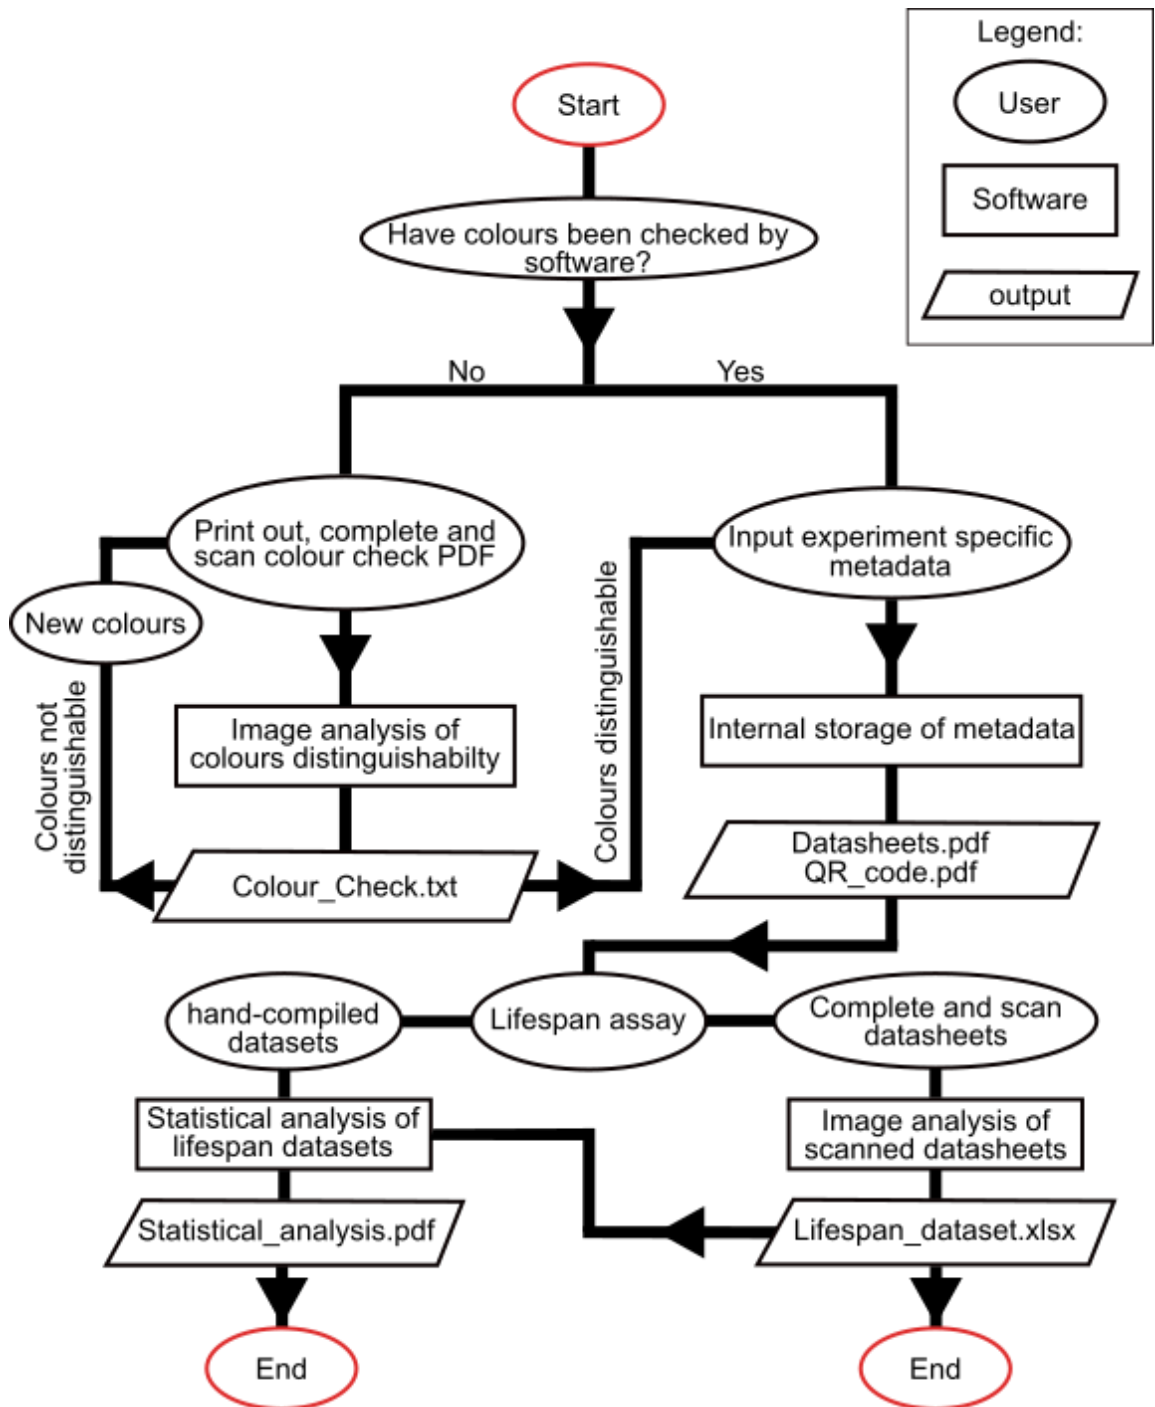 Legend:
User
Software
output
Start
Have colours been checked by
software?
No
Yes
Print out, complete and
scan colour check PDF
Input experiment specific
metadata
New colours
Colours not
distinguishable
Colours distinguishable
Image analysis of
colours distinguishabilty
Internal storage of metadata
Colour_Check.txt
Datasheets.pdf
QR_code.pdf
hand-compiled
datasets
Lifespan assay
Complete and scan
datasheets
Statistical analysis of
lifespan datasets
Image analysis of
scanned datasheets
Statistical_analysis.pdf
Lifespan_dataset.xlsx
End
End